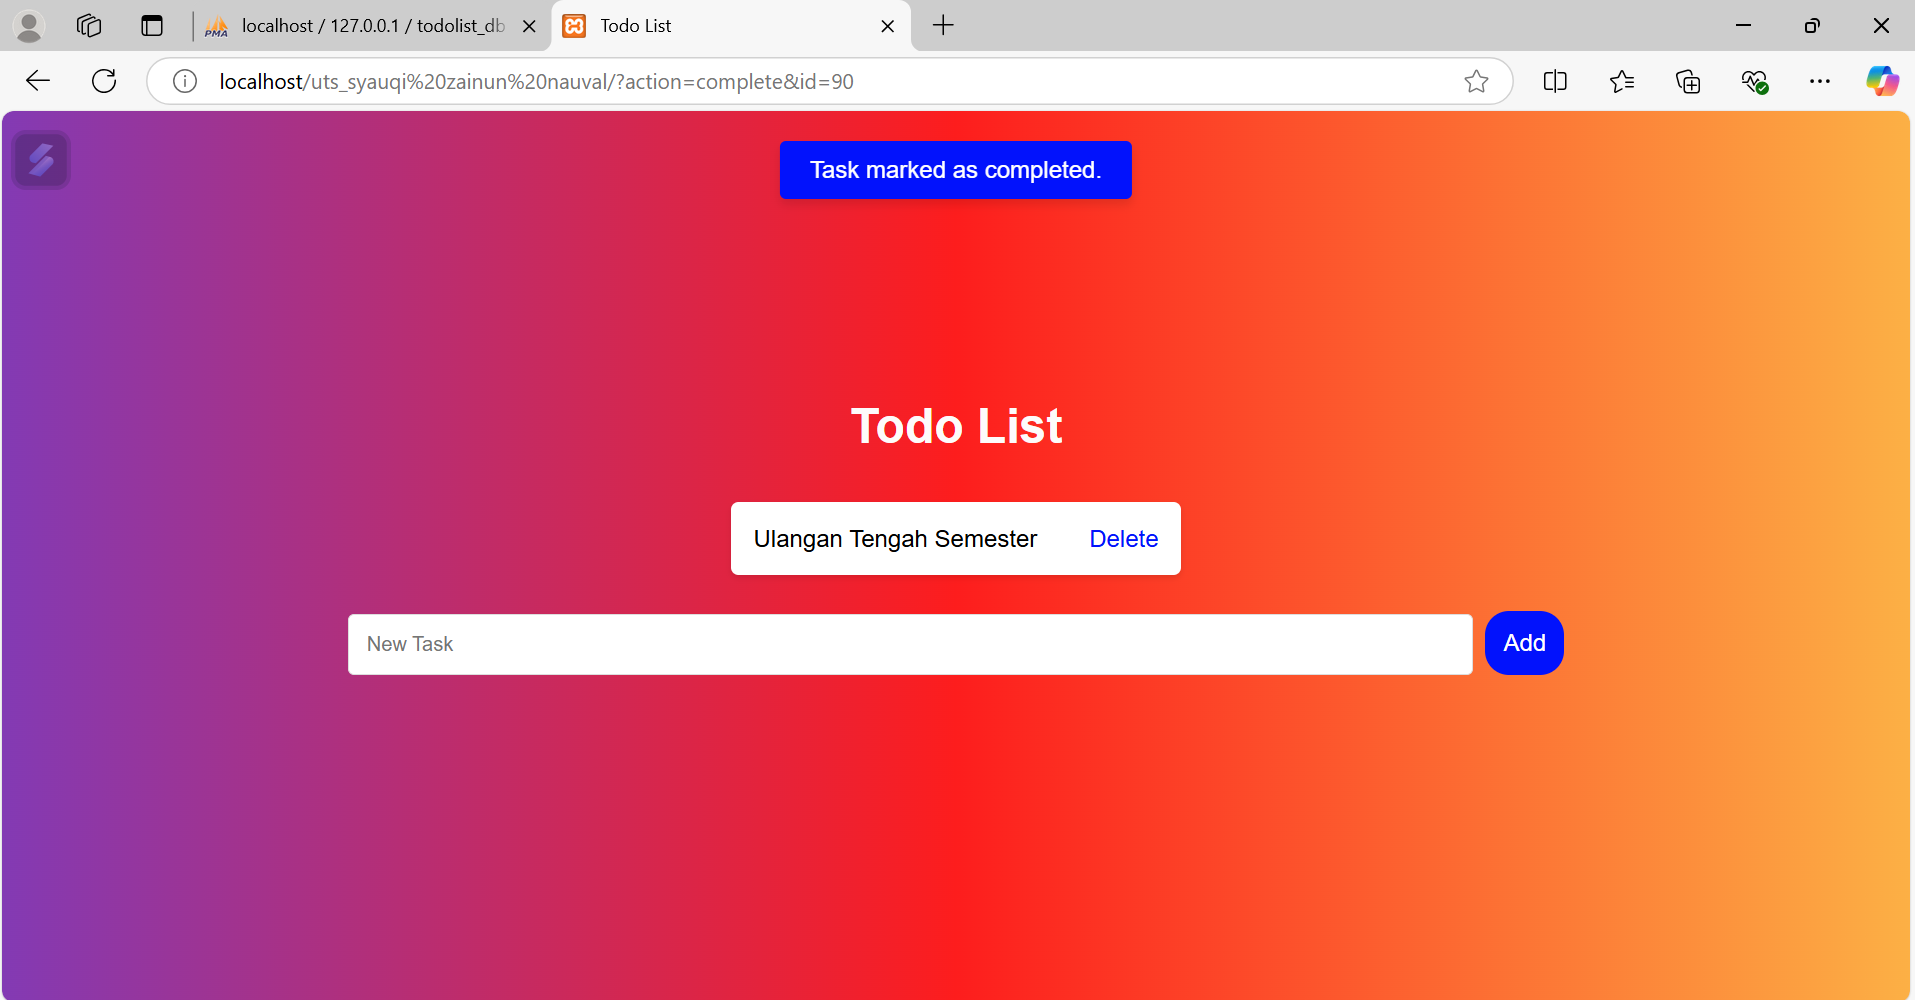 PMA localhost / 127.0.0.1 / todolist_db
Todo List
localhost/uts_syauqi%20zainun%20nauval/?action=complete&id=90
Task marked as completed.
Todo List
Ulangan Tengah Semester Delete
New Task Add